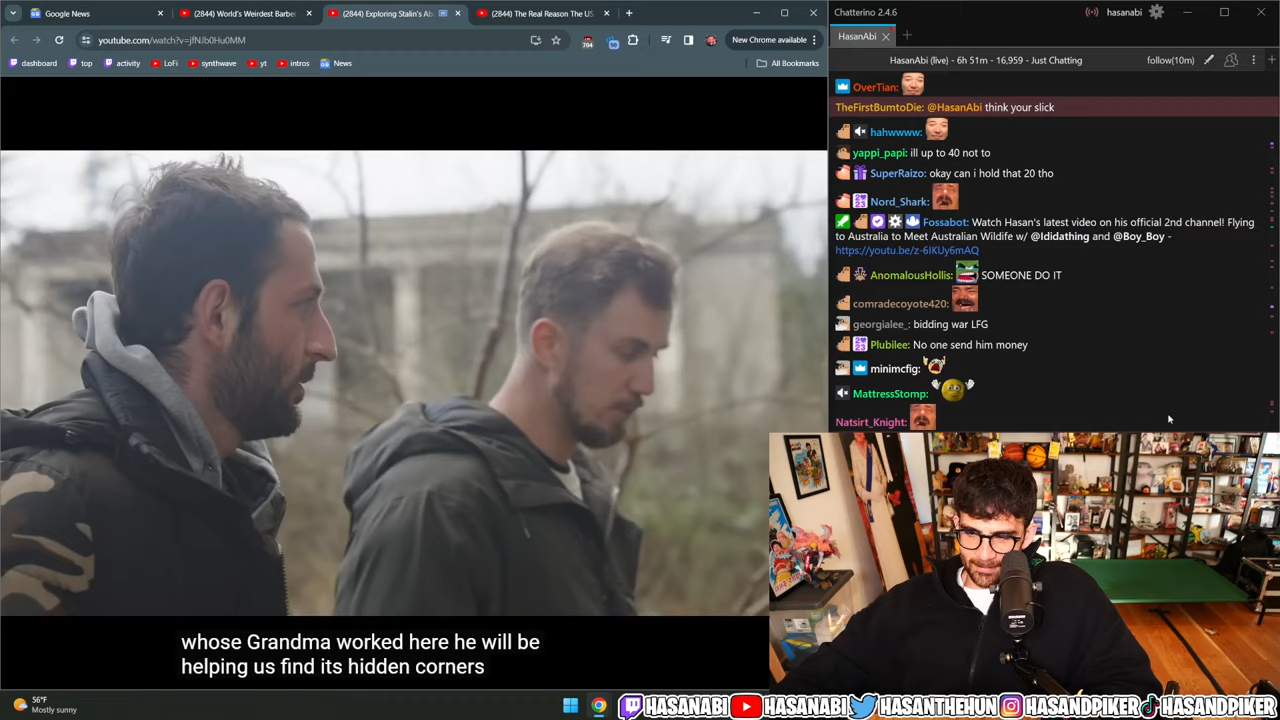 (2844) World's Weirdest Barbe
(2844) Exploring Stalin's Ab
(2844) The Real Reason The US
Google News
youtube.com/watch?v=jfNJb0Hu0MM
704
New Chrome available
dashboard
top
activity
LoFi
synthwave
yt
intros
News
All Bookmarks
whose Grandma worked here he will be
helping us find its hidden corners
Chatterino 2.4.6
hasanabi
HasanAbi
HasanAbi (live) - 6h 51m - 16,959 - Just Chatting
follow(10m)
OverTian:
TheFirstBumtoDie: @HasanAbi think your slick
hahwwww:
yappi_papi: ill up to 40 not to
SuperRaizo: okay can i hold that 20 tho
Nord_Shark:
Fossabot: Watch Hasan's latest video on his official 2nd channel! Flying
to Australia to Meet Australian Wildlife w/ @Ididathing and @Boy_Boy -
https://youtu.be/z-6IKUy6mAQ
AnomalousHollis: SOMEONE DO IT
comradecoyote420:
georgialee_: bidding war LFG
Plubilee: No one send him money
minimcfig:
MattressStomp:
Natsirt_Knight:
56°F
Mostly sunny
HASANABI HASANABI HASANTHEHUN HASANDPIKER HASANDPIKER